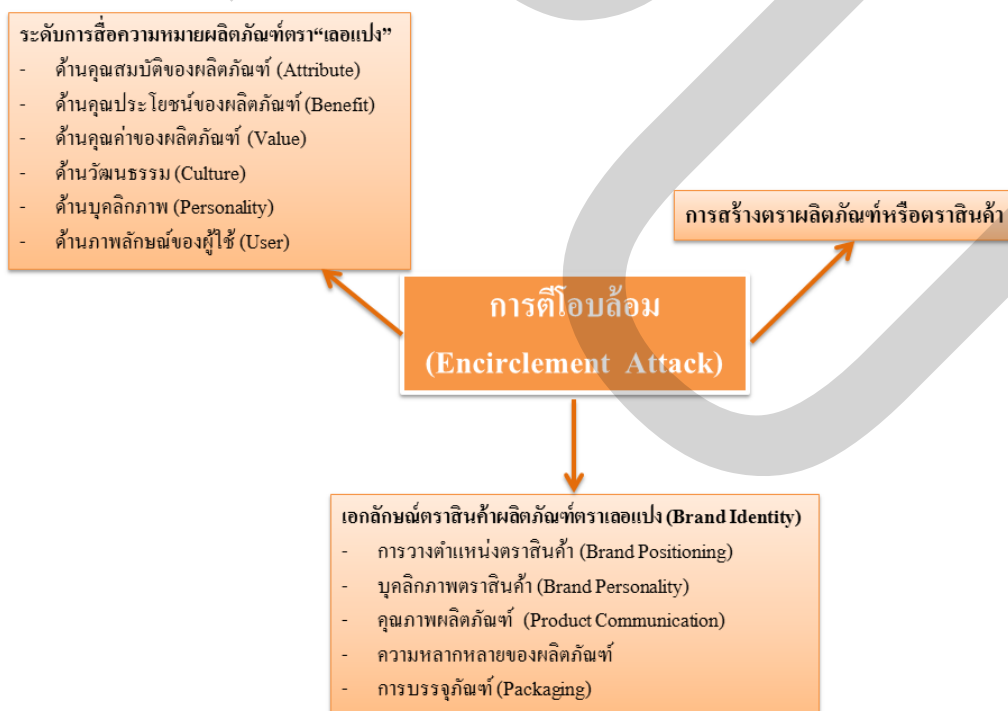 ระดับการสื่อความหมายผลิตภัณฑ์ตรา“เลอแปง”
- ด้านคุณสมบัติของผลิตภัณฑ์ (Attribute)
- ด้านคุณประโยชน์ของผลิตภัณฑ์ (Benefit)
- ด้านคุณค่าของผลิตภัณฑ์ (Value)
- ด้านวัฒนธรรม (Culture)
- ด้านบุคลิกภาพ (Personality)
- ด้านภาพลักษณ์ของผู้ใช้ (User)
การสร้างตราผลิตภัณฑ์หรือตราสินค้า
การตีโอบล้อม
(Encirclement Attack)
เอกลักษณ์ตราสินค้าผลิตภัณฑ์ตราเลอแปง (Brand Identity)
- การวางตำแหน่งตราสินค้า (Brand Positioning)
- บุคลิกภาพตราสินค้า (Brand Personality)
- คุณภาพผลิตภัณฑ์ (Product Communication)
- ความหลากหลายของผลิตภัณฑ์
- การบรรจุภัณฑ์ (Packaging)